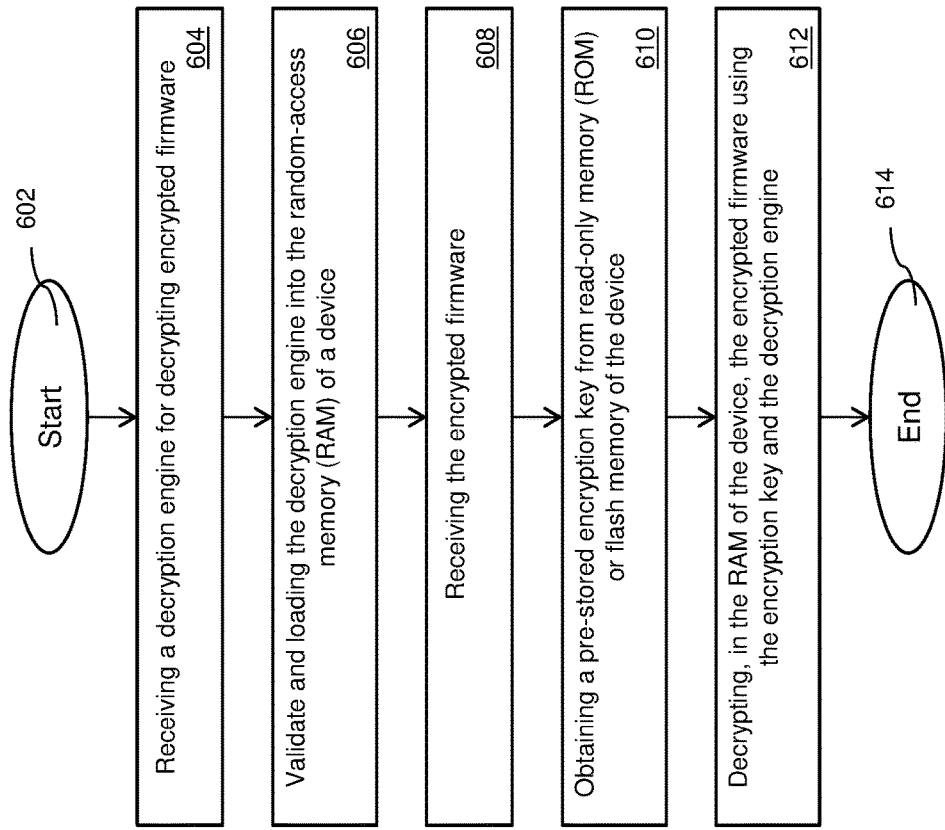 Start
602
Receiving a decryption engine for decrypting encrypted firmware
604
Validate and loading the decryption engine into the random-access
memory (RAM) of a device
606
Receiving the encrypted firmware
608
Obtaining a pre-stored encryption key from read-only memory (ROM)
or flash memory of the device
610
Decrypting, in the RAM of the device, the encrypted firmware using
the encryption key and the decryption engine
612
End
614